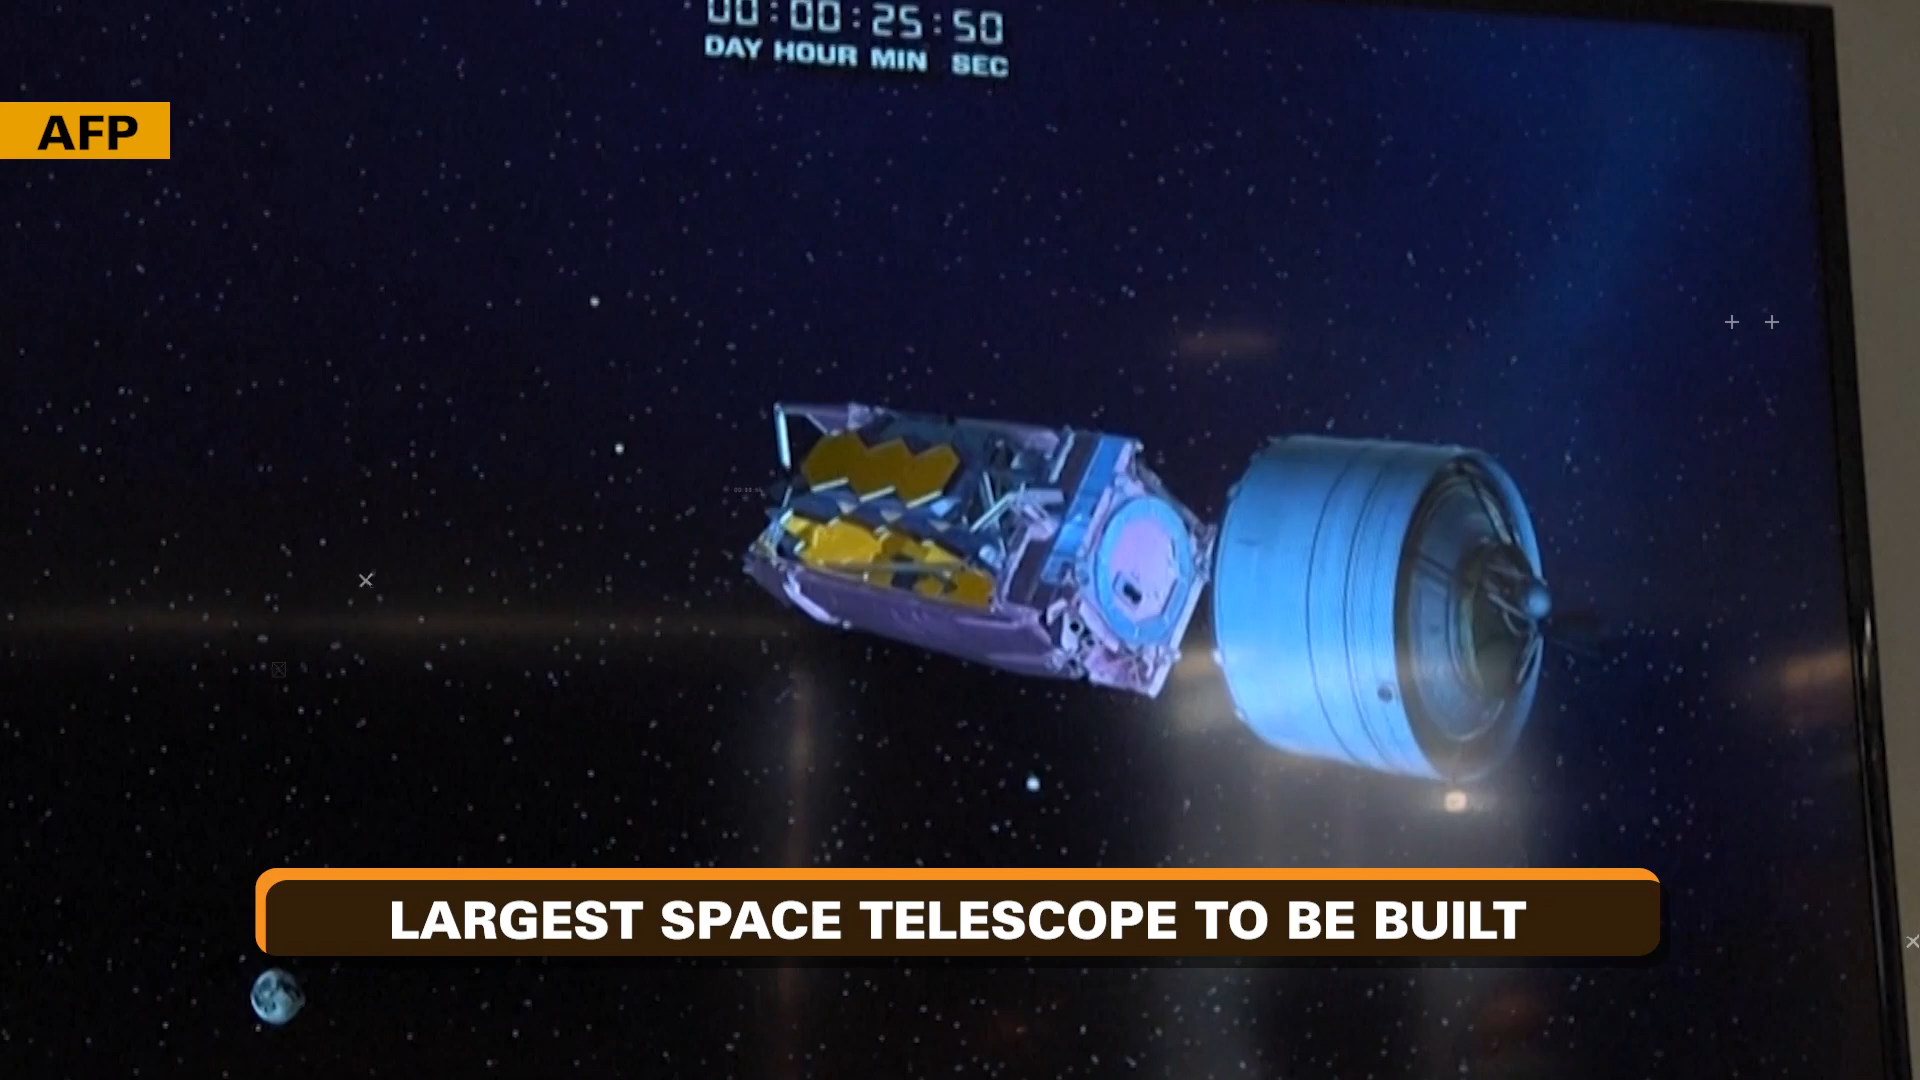 00:00:25:50
DAY HOUR MIN SEC
AFP
LARGEST SPACE TELESCOPE TO BE BUILT